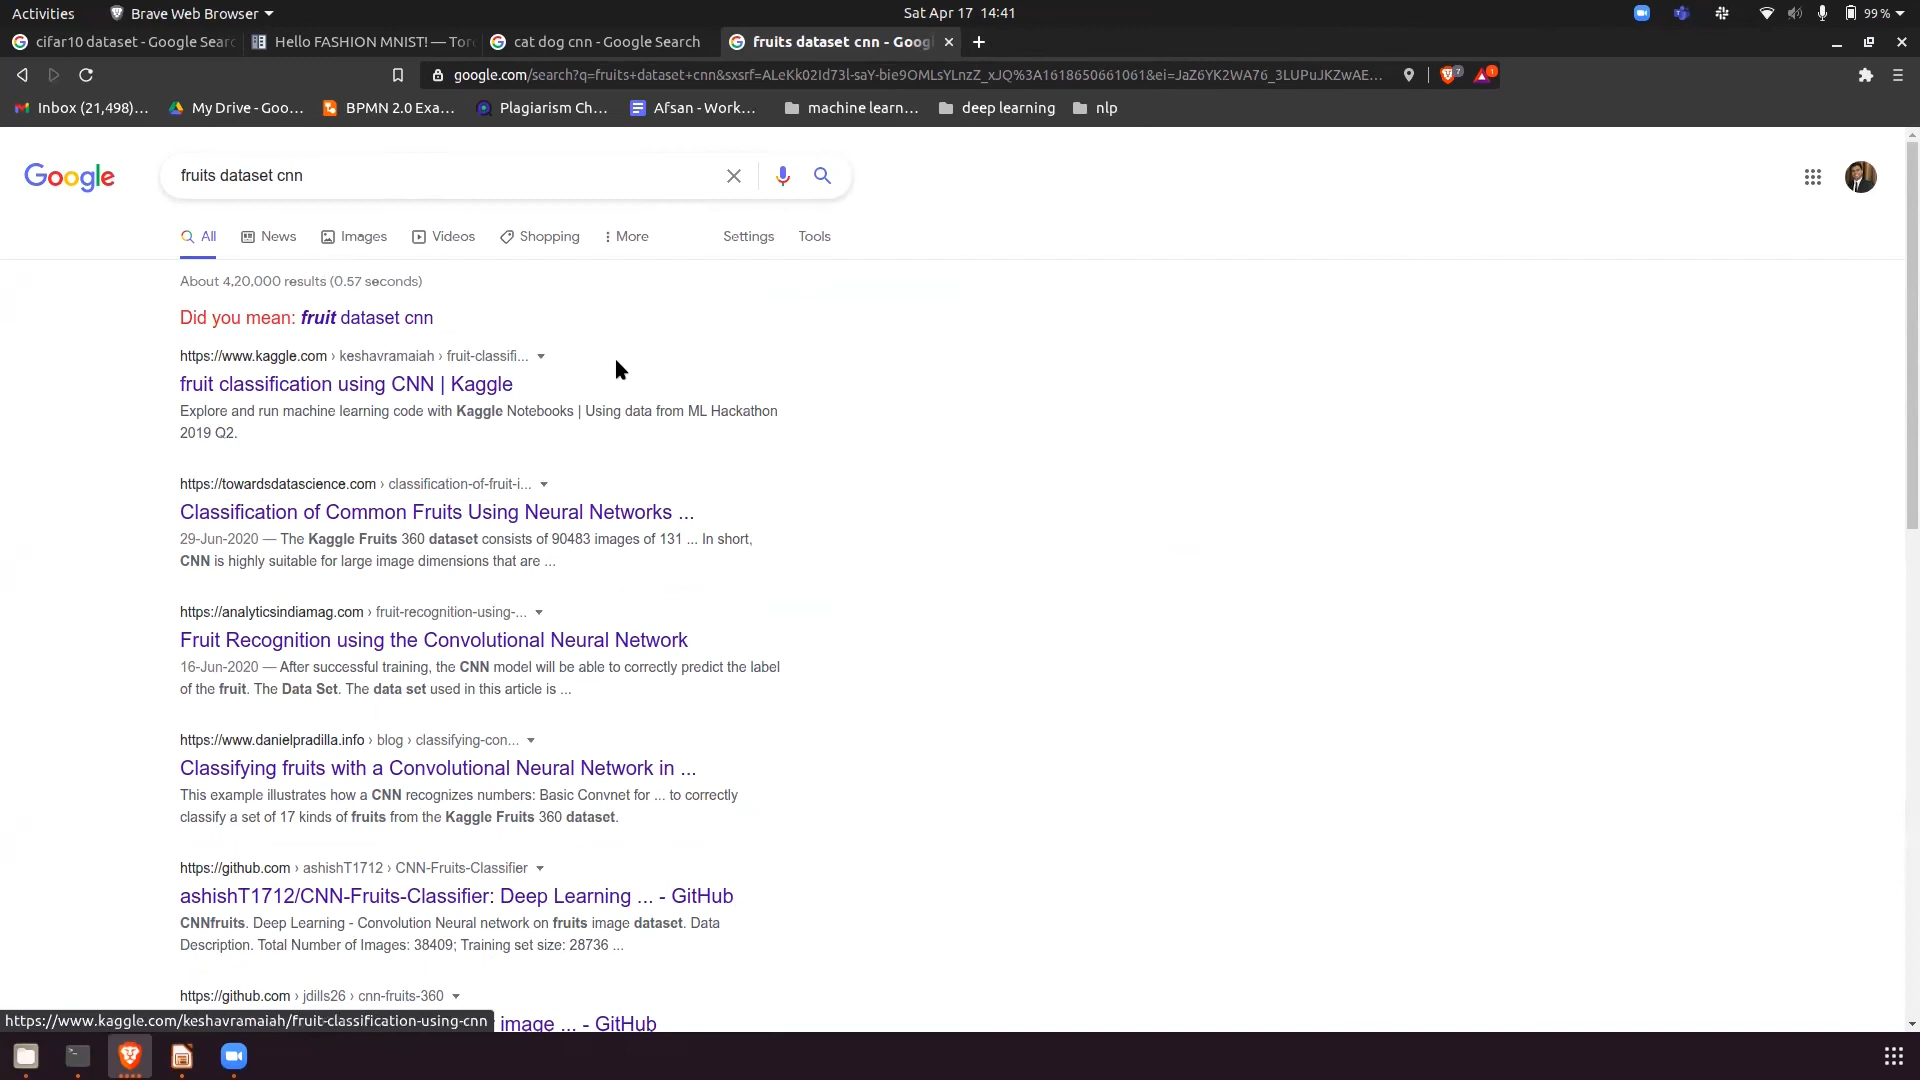 Activities
Brave Web Browser
Sat Apr 17 14:41
99 %
cifar10 dataset - Google Sear
Hello FASHION MNIST! — Tor
cat dog cnn - Google Search
fruits dataset cnn - Goog
google.com/search?q=fruits+dataset+cnn&sxsrf=ALeKk02Id73l-saY-bie9OMLsYLnzZ_xJQ%3A1618650661061&ei=JaZ6YK2WA76_3LUPuJKZwAE...
7
1
Inbox (21,498)...
My Drive - Goo...
BPMN 2.0 Exa...
Plagiarism Ch...
Afsan - Work...
machine learn...
deep learning
nlp
Google
fruits dataset cnn
All
News
Images
Videos
Shopping
More
Settings
Tools
About 4,20,000 results (0.57 seconds)
Did you mean: fruit dataset cnn
https://www.kaggle.com › keshavramaiah › fruit-classifi...
fruit classification using CNN | Kaggle
Explore and run machine learning code with Kaggle Notebooks | Using data from ML Hackathon
2019 Q2.
https://towardsdatascience.com › classification-of-fruit-i...
Classification of Common Fruits Using Neural Networks ...
29-Jun-2020 — The Kaggle Fruits 360 dataset consists of 90483 images of 131 ... In short,
CNN is highly suitable for large image dimensions that are ...
https://analyticsindiamag.com › fruit-recognition-using-...
Fruit Recognition using the Convolutional Neural Network
16-Jun-2020 — After successful training, the CNN model will be able to correctly predict the label
of the fruit. The Data Set. The data set used in this article is ...
https://www.danielpradilla.info › blog › classifying-con...
Classifying fruits with a Convolutional Neural Network in ...
This example illustrates how a CNN recognizes numbers: Basic Convnet for ... to correctly
classify a set of 17 kinds of fruits from the Kaggle Fruits 360 dataset.
https://github.com › ashishT1712 › CNN-Fruits-Classifier
ashishT1712/CNN-Fruits-Classifier: Deep Learning ... - GitHub
CNNfruits. Deep Learning - Convolution Neural network on fruits image dataset. Data
Description. Total Number of Images: 38409; Training set size: 28736 ...
https://github.com › jdills26 › cnn-fruits-360
image ... - GitHub
https://www.kaggle.com/keshavramaiah/fruit-classification-using-cnn